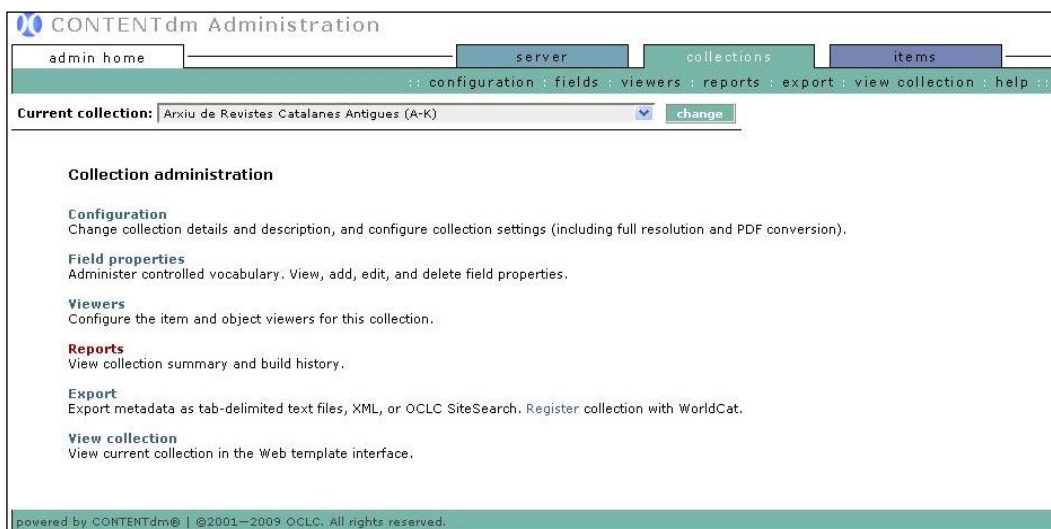 CONTENTdm Administration
admin home server collections items
:: configuration : fields : viewers : reports : export : view collection : help ::
Current collection: Arxiu de Revistes Catalanes Antigues (A-K) change
Collection administration
Configuration
Change collection details and description, and configure collection settings (including full resolution and PDF conversion).
Field properties
Administer controlled vocabulary. View, add, edit, and delete field properties.
Viewers
Configure the item and object viewers for this collection.
Reports
View collection summary and build history.
Export
Export metadata as tab-delimited text files, XML, or OCLC SiteSearch. Register collection with WorldCat.
View collection
View current collection in the Web template interface.
powered by CONTENTdm® | ©2001—2009 OCLC. All rights reserved.